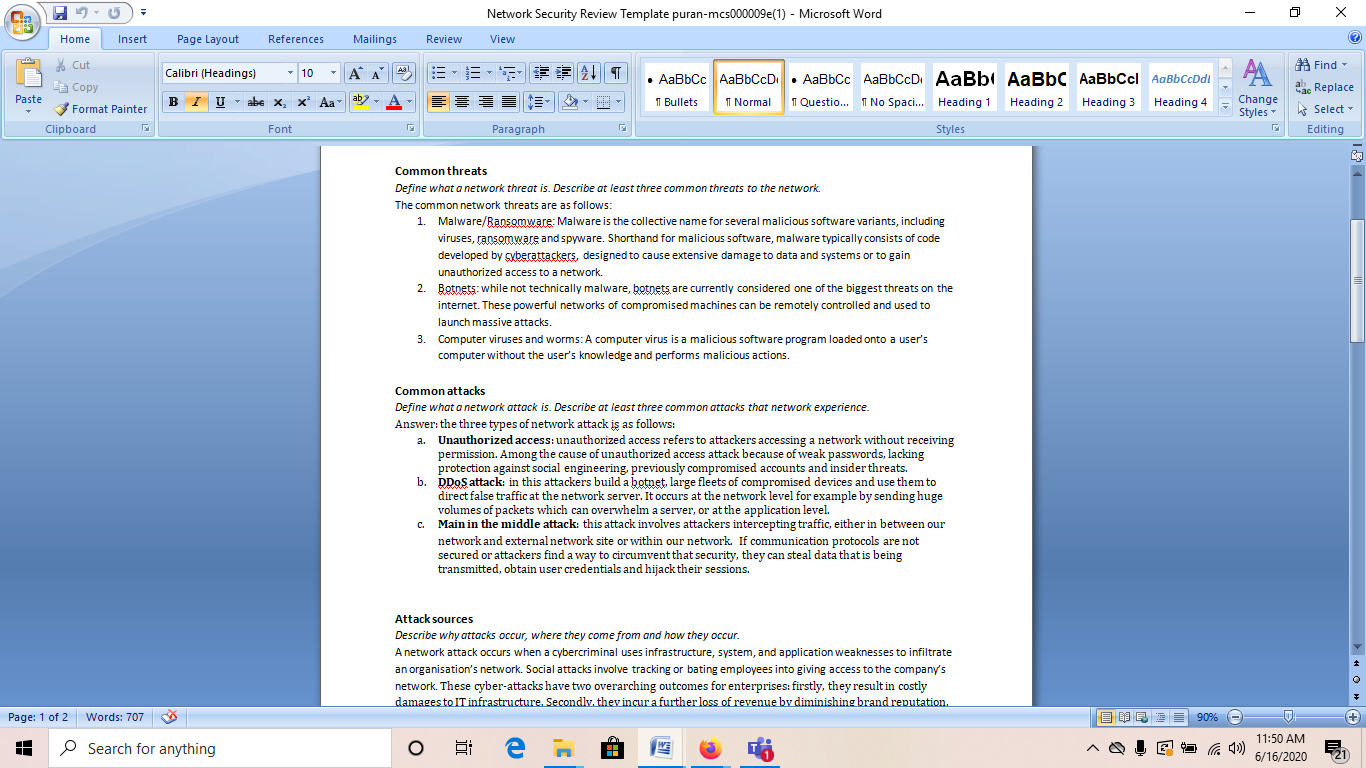 Network Security Review Template puran-mcs000009e(1) - Microsoft Word
Home Insert Page Layout References Mailings Review View
Paste
Cut
Copy
Format Painter
Clipboard
Calibri (Headings) 10
B I U abc x₂ x² Aa
Font
Paragraph
AaBbCc AaBbCcDc AaBbCc AaBbCcDc AaBb( AaBbC AaBbCcI AaBbCcDdI
¶ Bullets ¶ Normal ¶ Questio... ¶ No Spaci... Heading 1 Heading 2 Heading 3 Heading 4
Change Styles
Styles
Find
Replace
Select
Editing
Common threats
Define what a network threat is. Describe at least three common threats to the network.
The common network threats are as follows:
1. Malware/Ransomware: Malware is the collective name for several malicious software variants, including
viruses, ransomware and spyware. Shorthand for malicious software, malware typically consists of code
developed by cyberattackers, designed to cause extensive damage to data and systems or to gain
unauthorized access to a network.
2. Botnets: while not technically malware, botnets are currently considered one of the biggest threats on the
internet. These powerful networks of compromised machines can be remotely controlled and used to
launch massive attacks.
3. Computer viruses and worms: A computer virus is a malicious software program loaded onto a user's
computer without the user's knowledge and performs malicious actions.
Common attacks
Define what a network attack is. Describe at least three common attacks that network experience.
Answer: the three types of network attack is as follows:
a. Unauthorized access: unauthorized access refers to attackers accessing a network without receiving
permission. Among the cause of unauthorized access attack because of weak passwords, lacking
protection against social engineering, previously compromised accounts and insider threats.
b. DDoS attack: in this attackers build a botnet, large fleets of compromised devices and use them to
direct false traffic at the network server. It occurs at the network level for example by sending huge
volumes of packets which can overwhelm a server, or at the application level.
c. Main in the middle attack: this attack involves attackers intercepting traffic, either in between our
network and external network site or within our network. If communication protocols are not
secured or attackers find a way to circumvent that security, they can steal data that is being
transmitted, obtain user credentials and hijack their sessions.
Attack sources
Describe why attacks occur, where they come from and how they occur.
A network attack occurs when a cybercriminal uses infrastructure, system, and application weaknesses to infiltrate
an organisation's network. Social attacks involve tracking or bating employees into giving access to the company's
network. These cyber-attacks have two overarching outcomes for enterprises: firstly, they result in costly
damages to IT infrastructure. Secondly, they incur a further loss of revenue by diminishing brand reputation,
Page: 1 of 2 Words: 707 90%
Search for anything
11:50 AM
6/16/2020
1
21